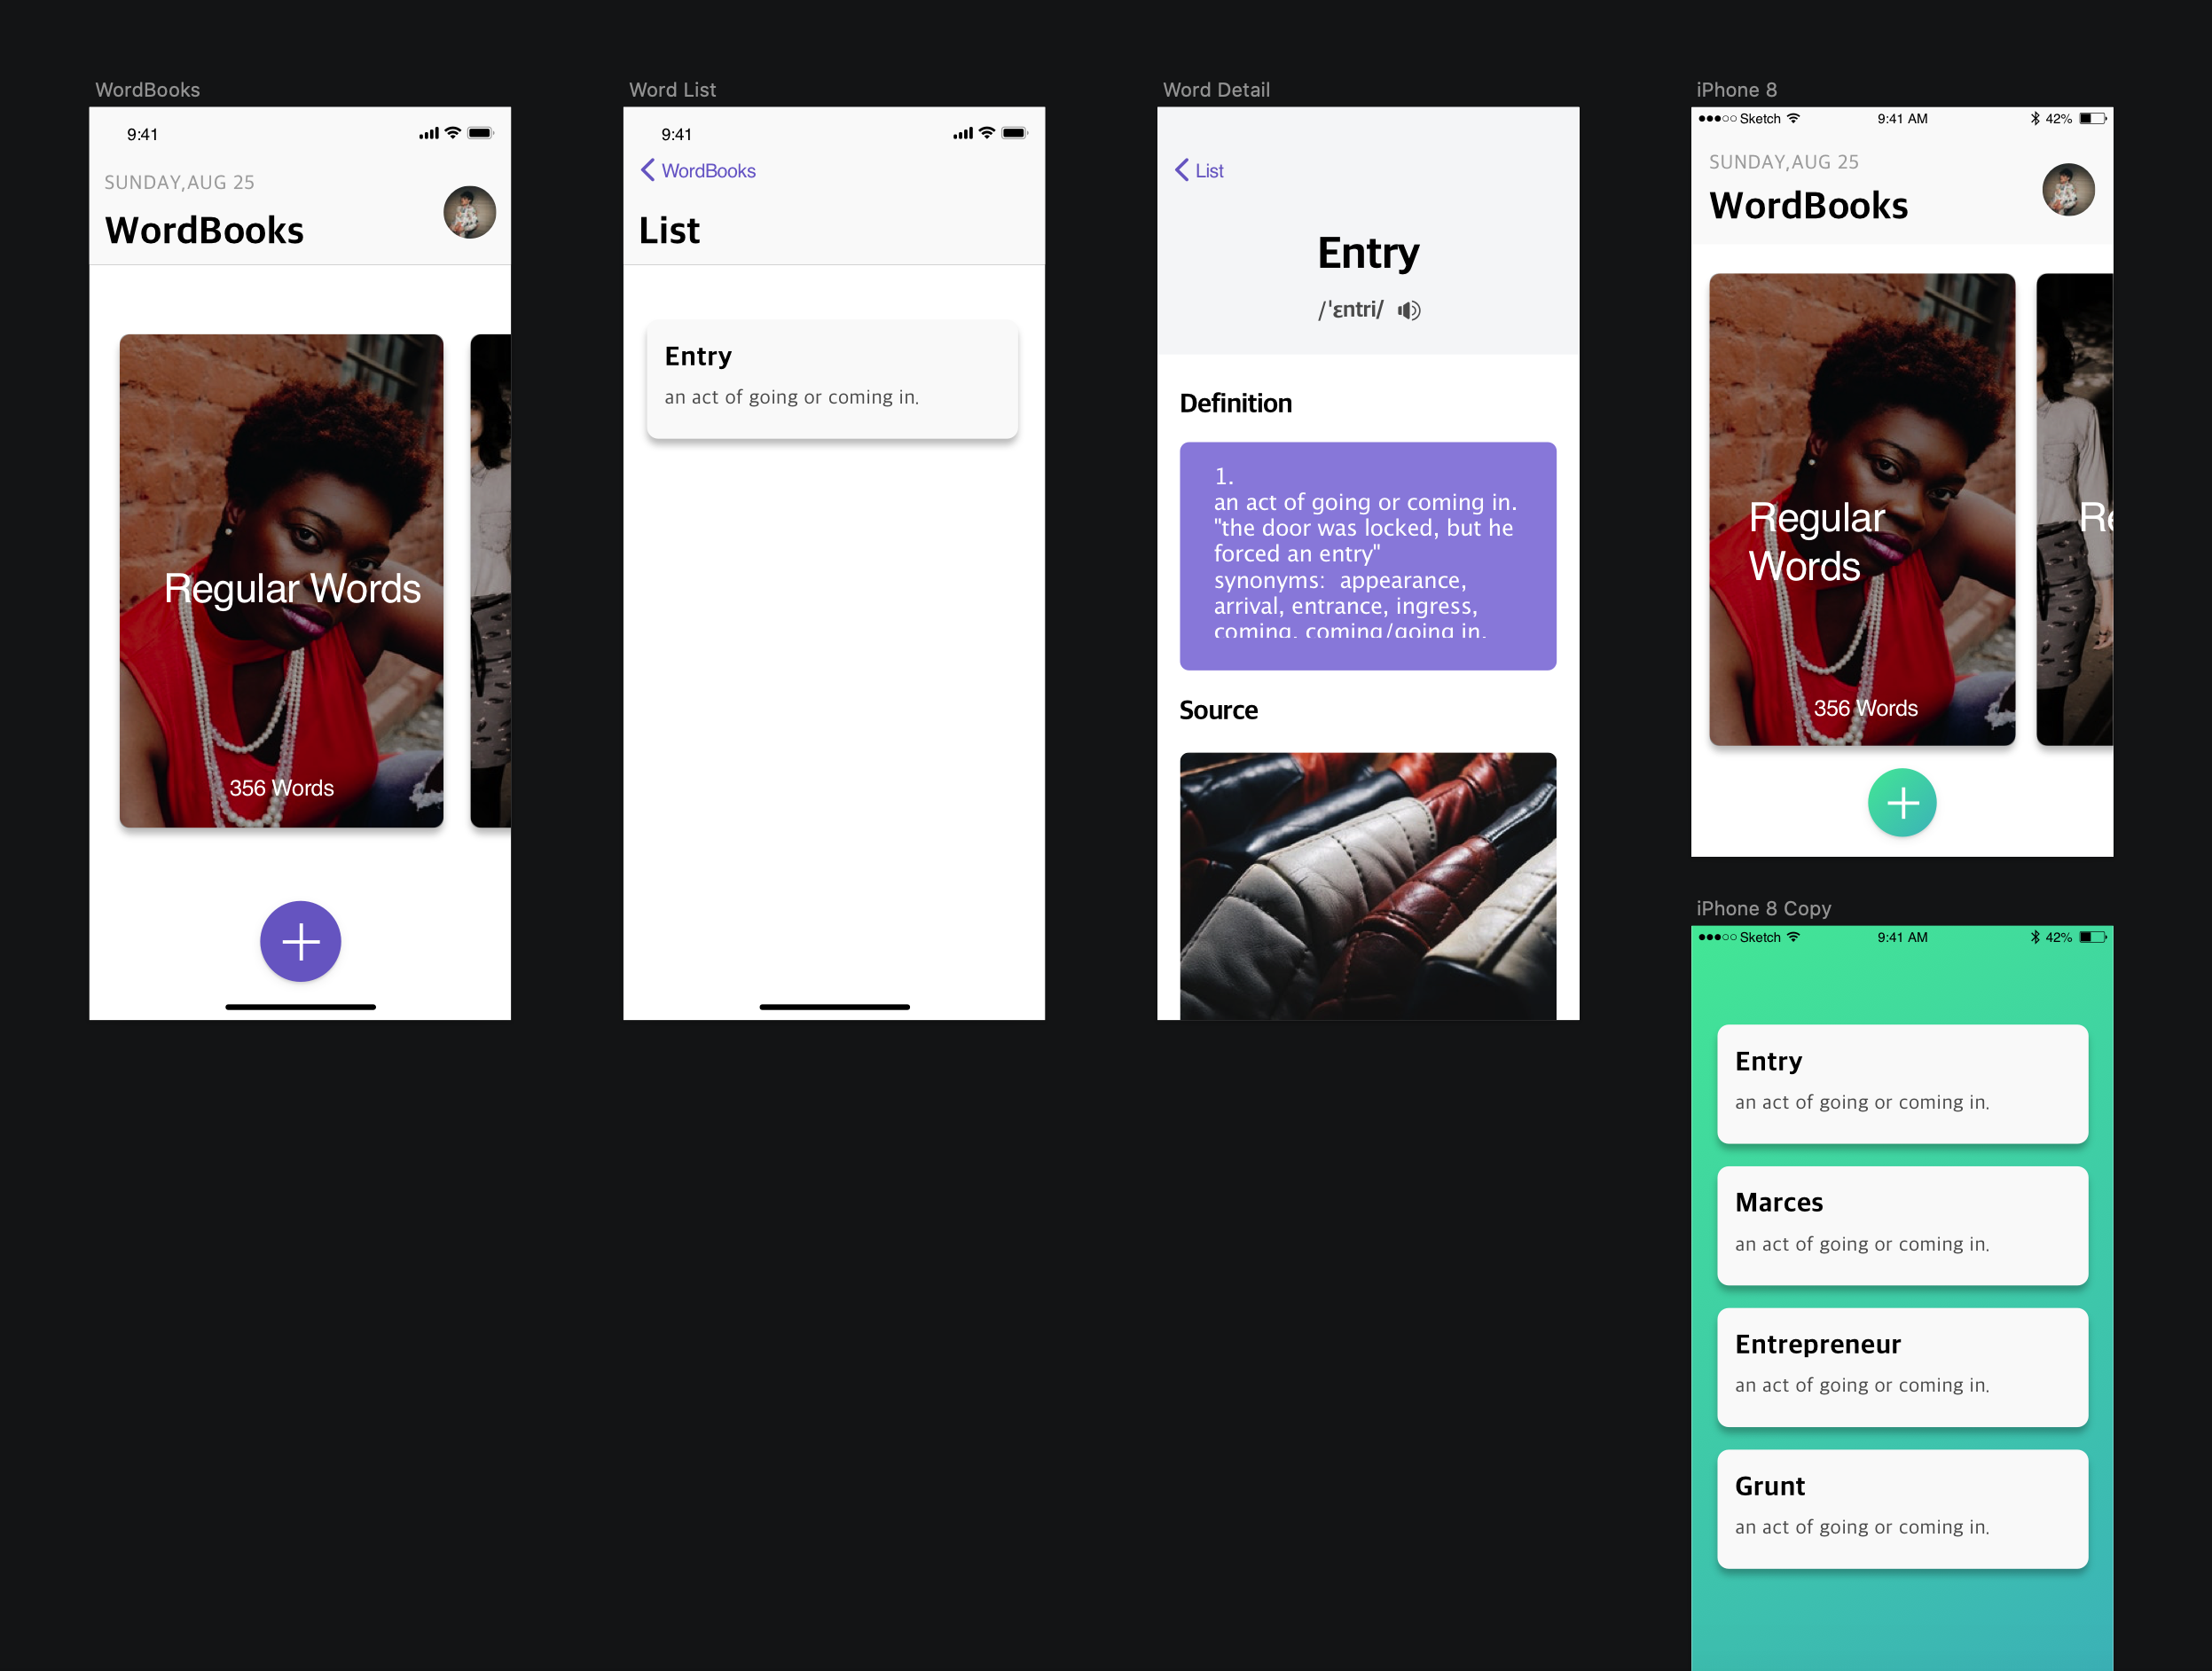 WordBooks
9:41
SUNDAY,AUG 25
WordBooks
Regular Words
356 Words
Word List
9:41
WordBooks
List
Entry
an act of going or coming in.
Word Detail
List
Entry
/ˈɛntri/
Definition
1.
an act of going or coming in.
"the door was locked, but he
forced an entry"
synonyms:  appearance,
arrival, entrance, ingress,
coming, coming/going in,
Source
iPhone 8
Sketch 9:41 AM 42%
SUNDAY,AUG 25
WordBooks
Regular
Words
Re
356 Words
iPhone 8 Copy
Sketch 9:41 AM 42%
Entry
an act of going or coming in.
Marces
an act of going or coming in.
Entrepreneur
an act of going or coming in.
Grunt
an act of going or coming in.